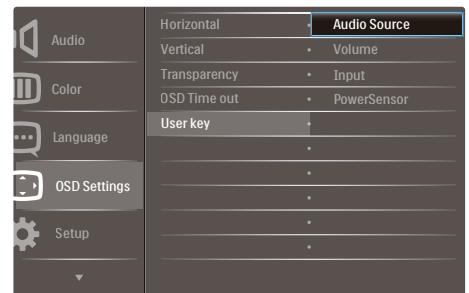 Audio
Color
Language
OSD Settings
Setup
Horizontal
Vertical
Transparency
OSD Time out
User key
Audio Source
Volume
Input
PowerSensor